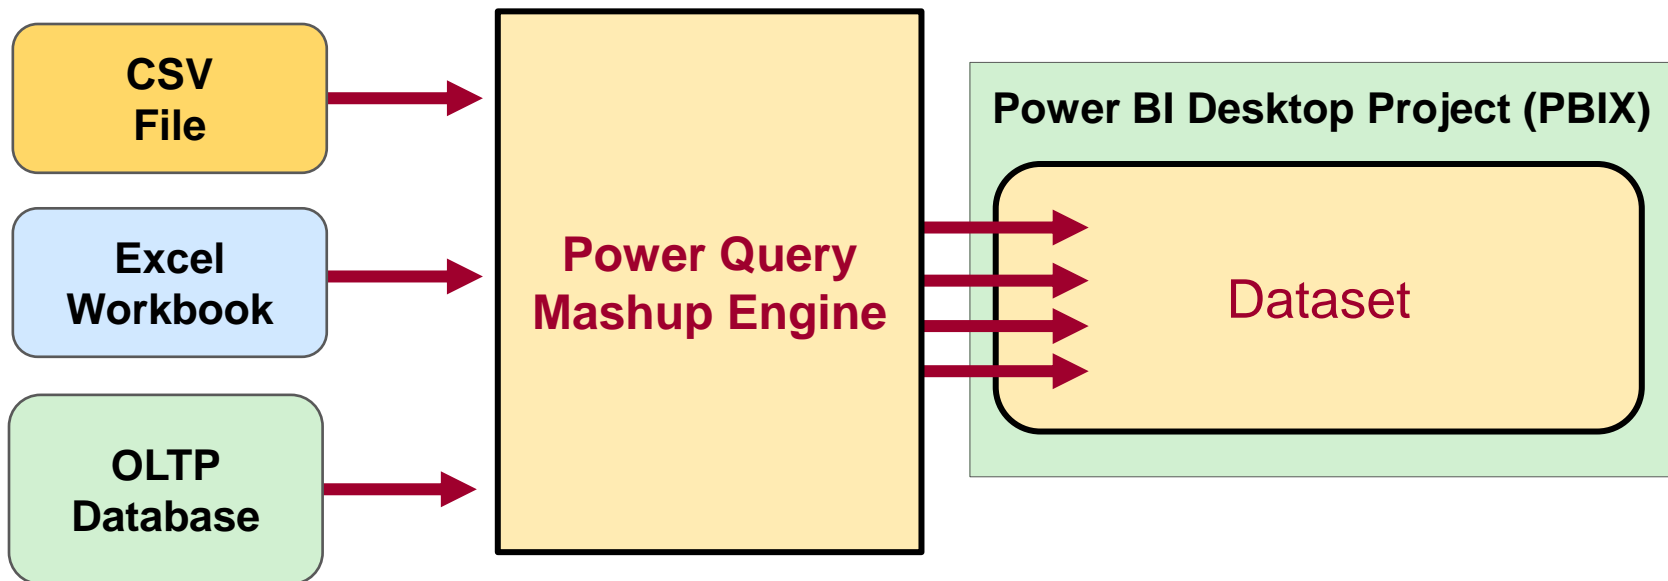 CSV
File
Excel
Workbook
OLTP
Database
Power Query
Mashup Engine
Power BI Desktop Project (PBIX)
Dataset